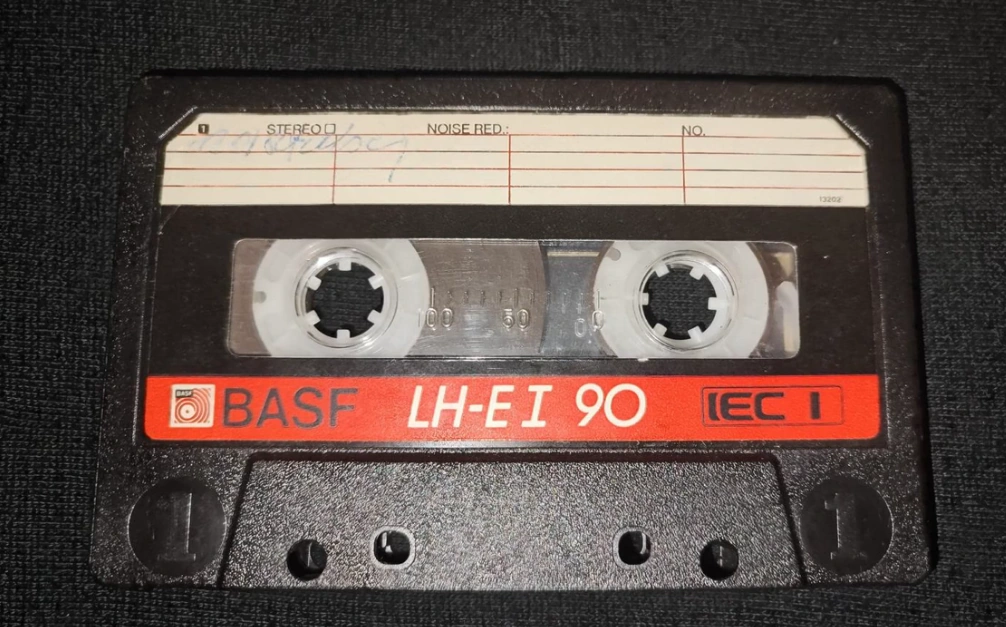 1 STEREO NOISE RED.: NO.
13202
100 50 0
BASF
BASF LH-E I 90 IEC I
1 1